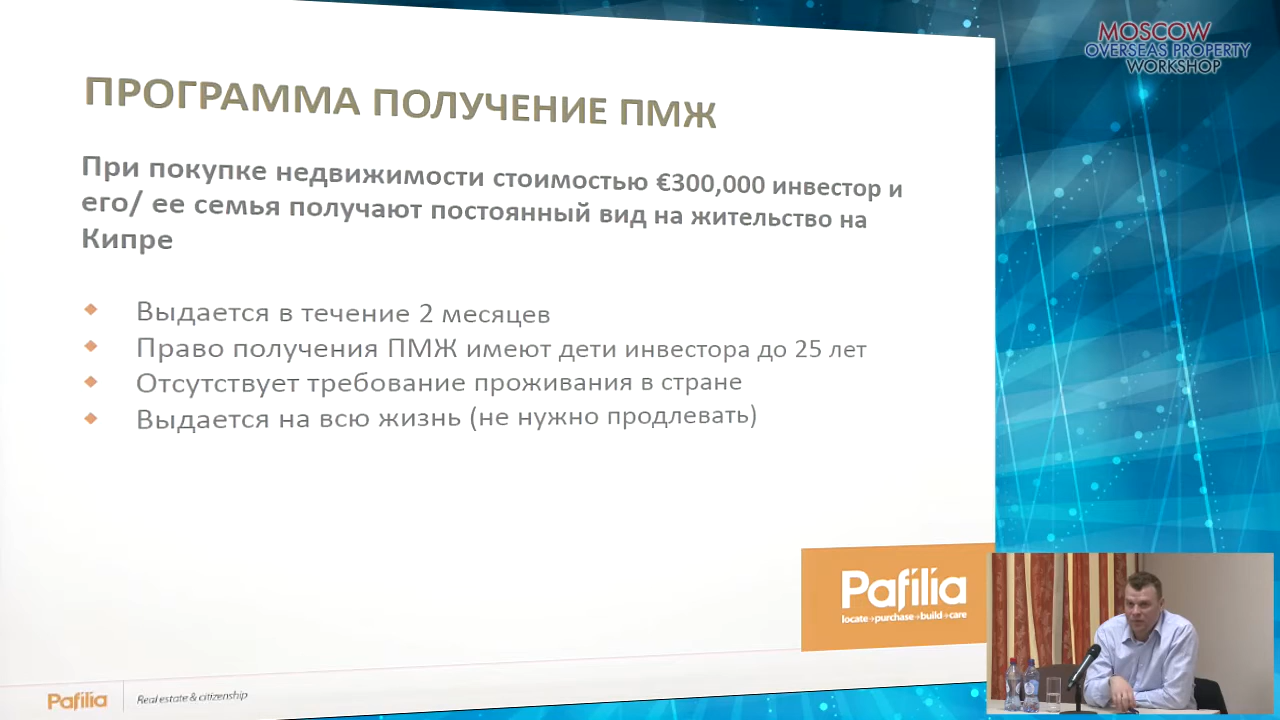 MOSCOW
OVERSEAS PROPERTY
WORKSHOP
ПРОГРАММА ПОЛУЧЕНИЕ ПМЖ
При покупке недвижимости стоимостью €300,000 инвестор и
его/ ее семья получают постоянный вид на жительство на
Кипре
Выдается в течение 2 месяцев
Право получения ПМЖ имеют дети инвестора до 25 лет
Отсутствует требование проживания в стране
Выдается на всю жизнь (не нужно продлевать)
Pafilia
locate→purchase→build→care
Pafilia
Real estate & citizenship